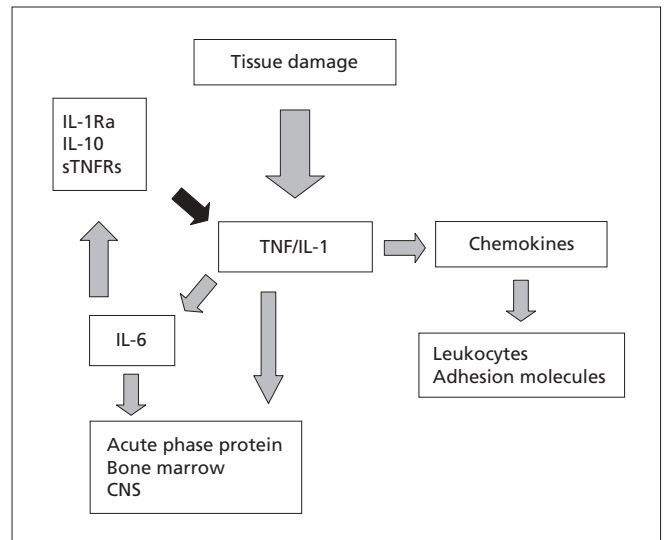 Tissue damage
IL-1Ra
IL-10
sTNFRs
TNF/IL-1
Chemokines
IL-6
Leukocytes
Adhesion molecules
Acute phase protein
Bone marrow
CNS